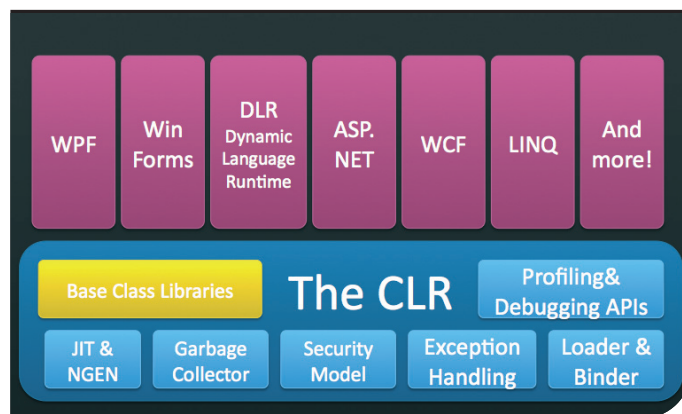 WPF
Win
Forms
DLR
Dynamic
Language
Runtime
ASP.
NET
WCF
LINQ
And
more!
Base Class Libraries
The CLR
Profiling&
Debugging APIs
JIT &
NGEN
Garbage
Collector
Security
Model
Exception
Handling
Loader &
Binder